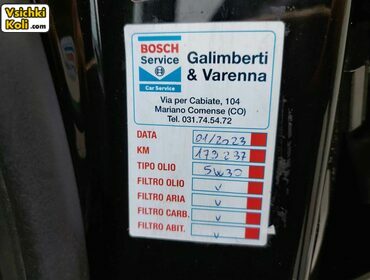 Vsichki
Koli.com
BOSCH
Service
Car Service
Galimberti
& Varenna
Via per Cabiate, 104
Mariano Comense (CO)
Tel. 031.74.54.72
DATA 01/2023
KM 173237
TIPO OLIO 5W30
FILTRO OLIO v
FILTRO ARIA v
FILTRO CARB. v
FILTRO ABIT. v